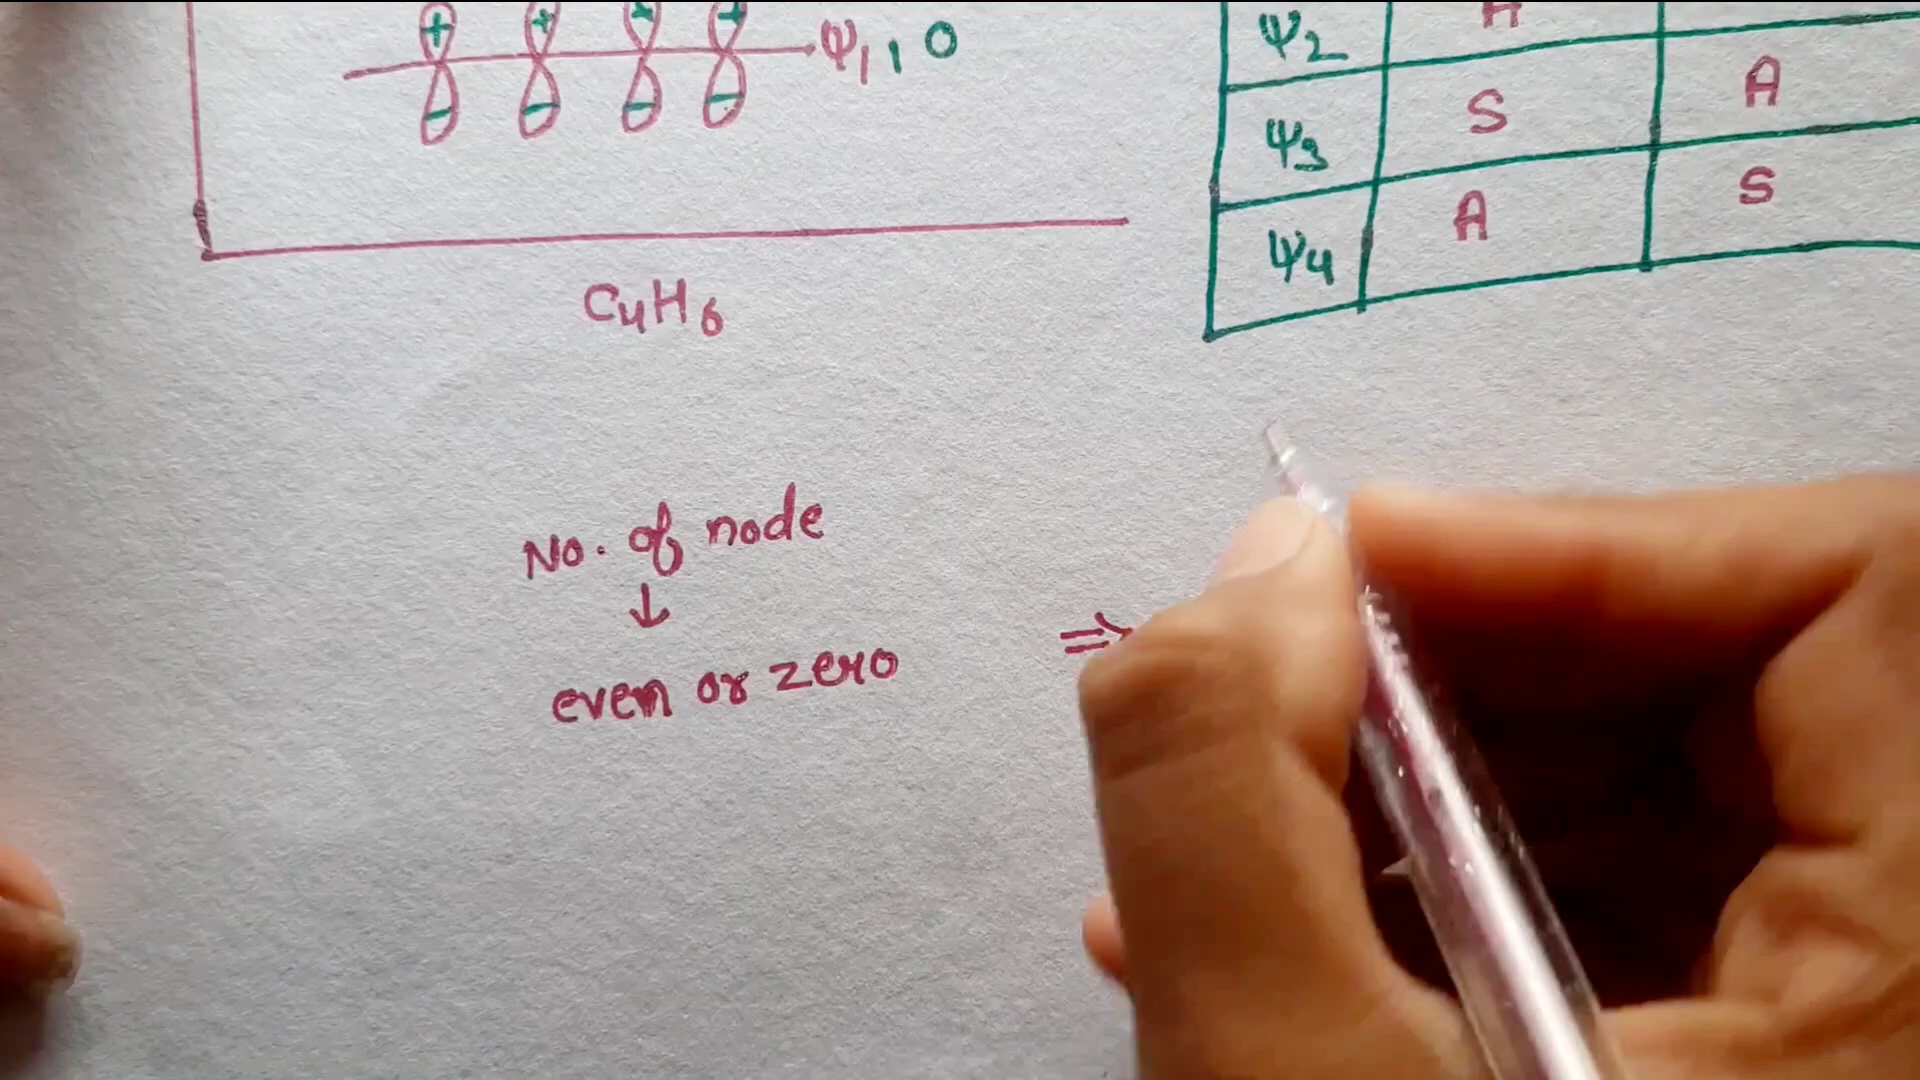 + + + +
- - - -
ψ1, 0
C4H6
ψ2 A
ψ3 S A
ψ4 A S
No. of node
↓
even or zero
⇒